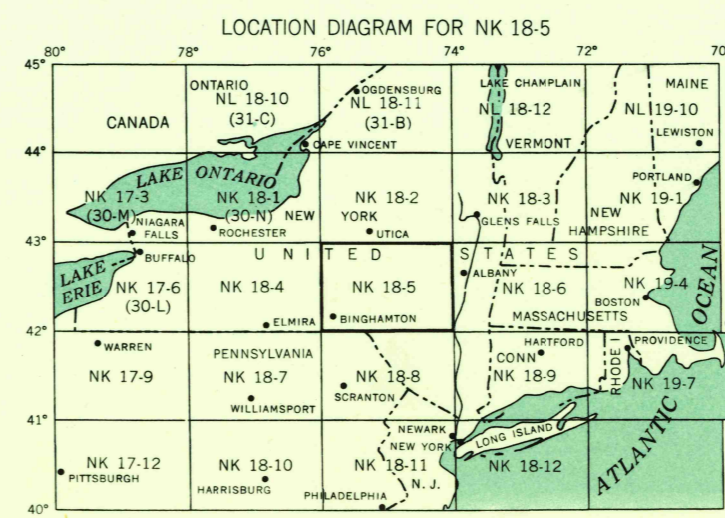 LOCATION DIAGRAM FOR NK 18-5
80° 78° 76° 74° 72° 70
45°
ONTARIO
NL 18-10
(31-C)
CANADA
OGDENSBURG
NL 18-11
(31-B)
CAPE VINCENT
LAKE CHAMPLAIN
NL 18-12
VERMONT
MAINE
NL 19-10
LEWISTON
44°
LAKE ONTARIO
NK 17-3
(30-M)
NIAGARA
FALLS
NK 18-1
(30-N)
ROCHESTER
NEW
YORK
NK 18-2
UTICA
NK 18-3
GLENS FALLS
NEW
HAMPSHIRE
PORTLAND
NK 19-1
43°
UNITED STATES
BUFFALO
LAKE
ERIE
NK 17-6
(30-L)
NK 18-4
ELMIRA
NK 18-5
BINGHAMTON
ALBANY
NK 18-6
MASSACHUSETTS
NK 19-4
BOSTON
42°
WARREN
NK 17-9
PENNSYLVANIA
NK 18-7
WILLIAMSPORT
NK 18-8
SCRANTON
HARTFORD
CONN
NK 18-9
RHODE I
PROVIDENCE
NK 19-7
41°
NK 17-12
PITTSBURGH
NK 18-10
HARRISBURG
NEWARK
NEW YORK
NK 18-11
N. J.
PHILADELPHIA
LONG ISLAND
NK 18-12
ATLANTIC
OCEAN
40°